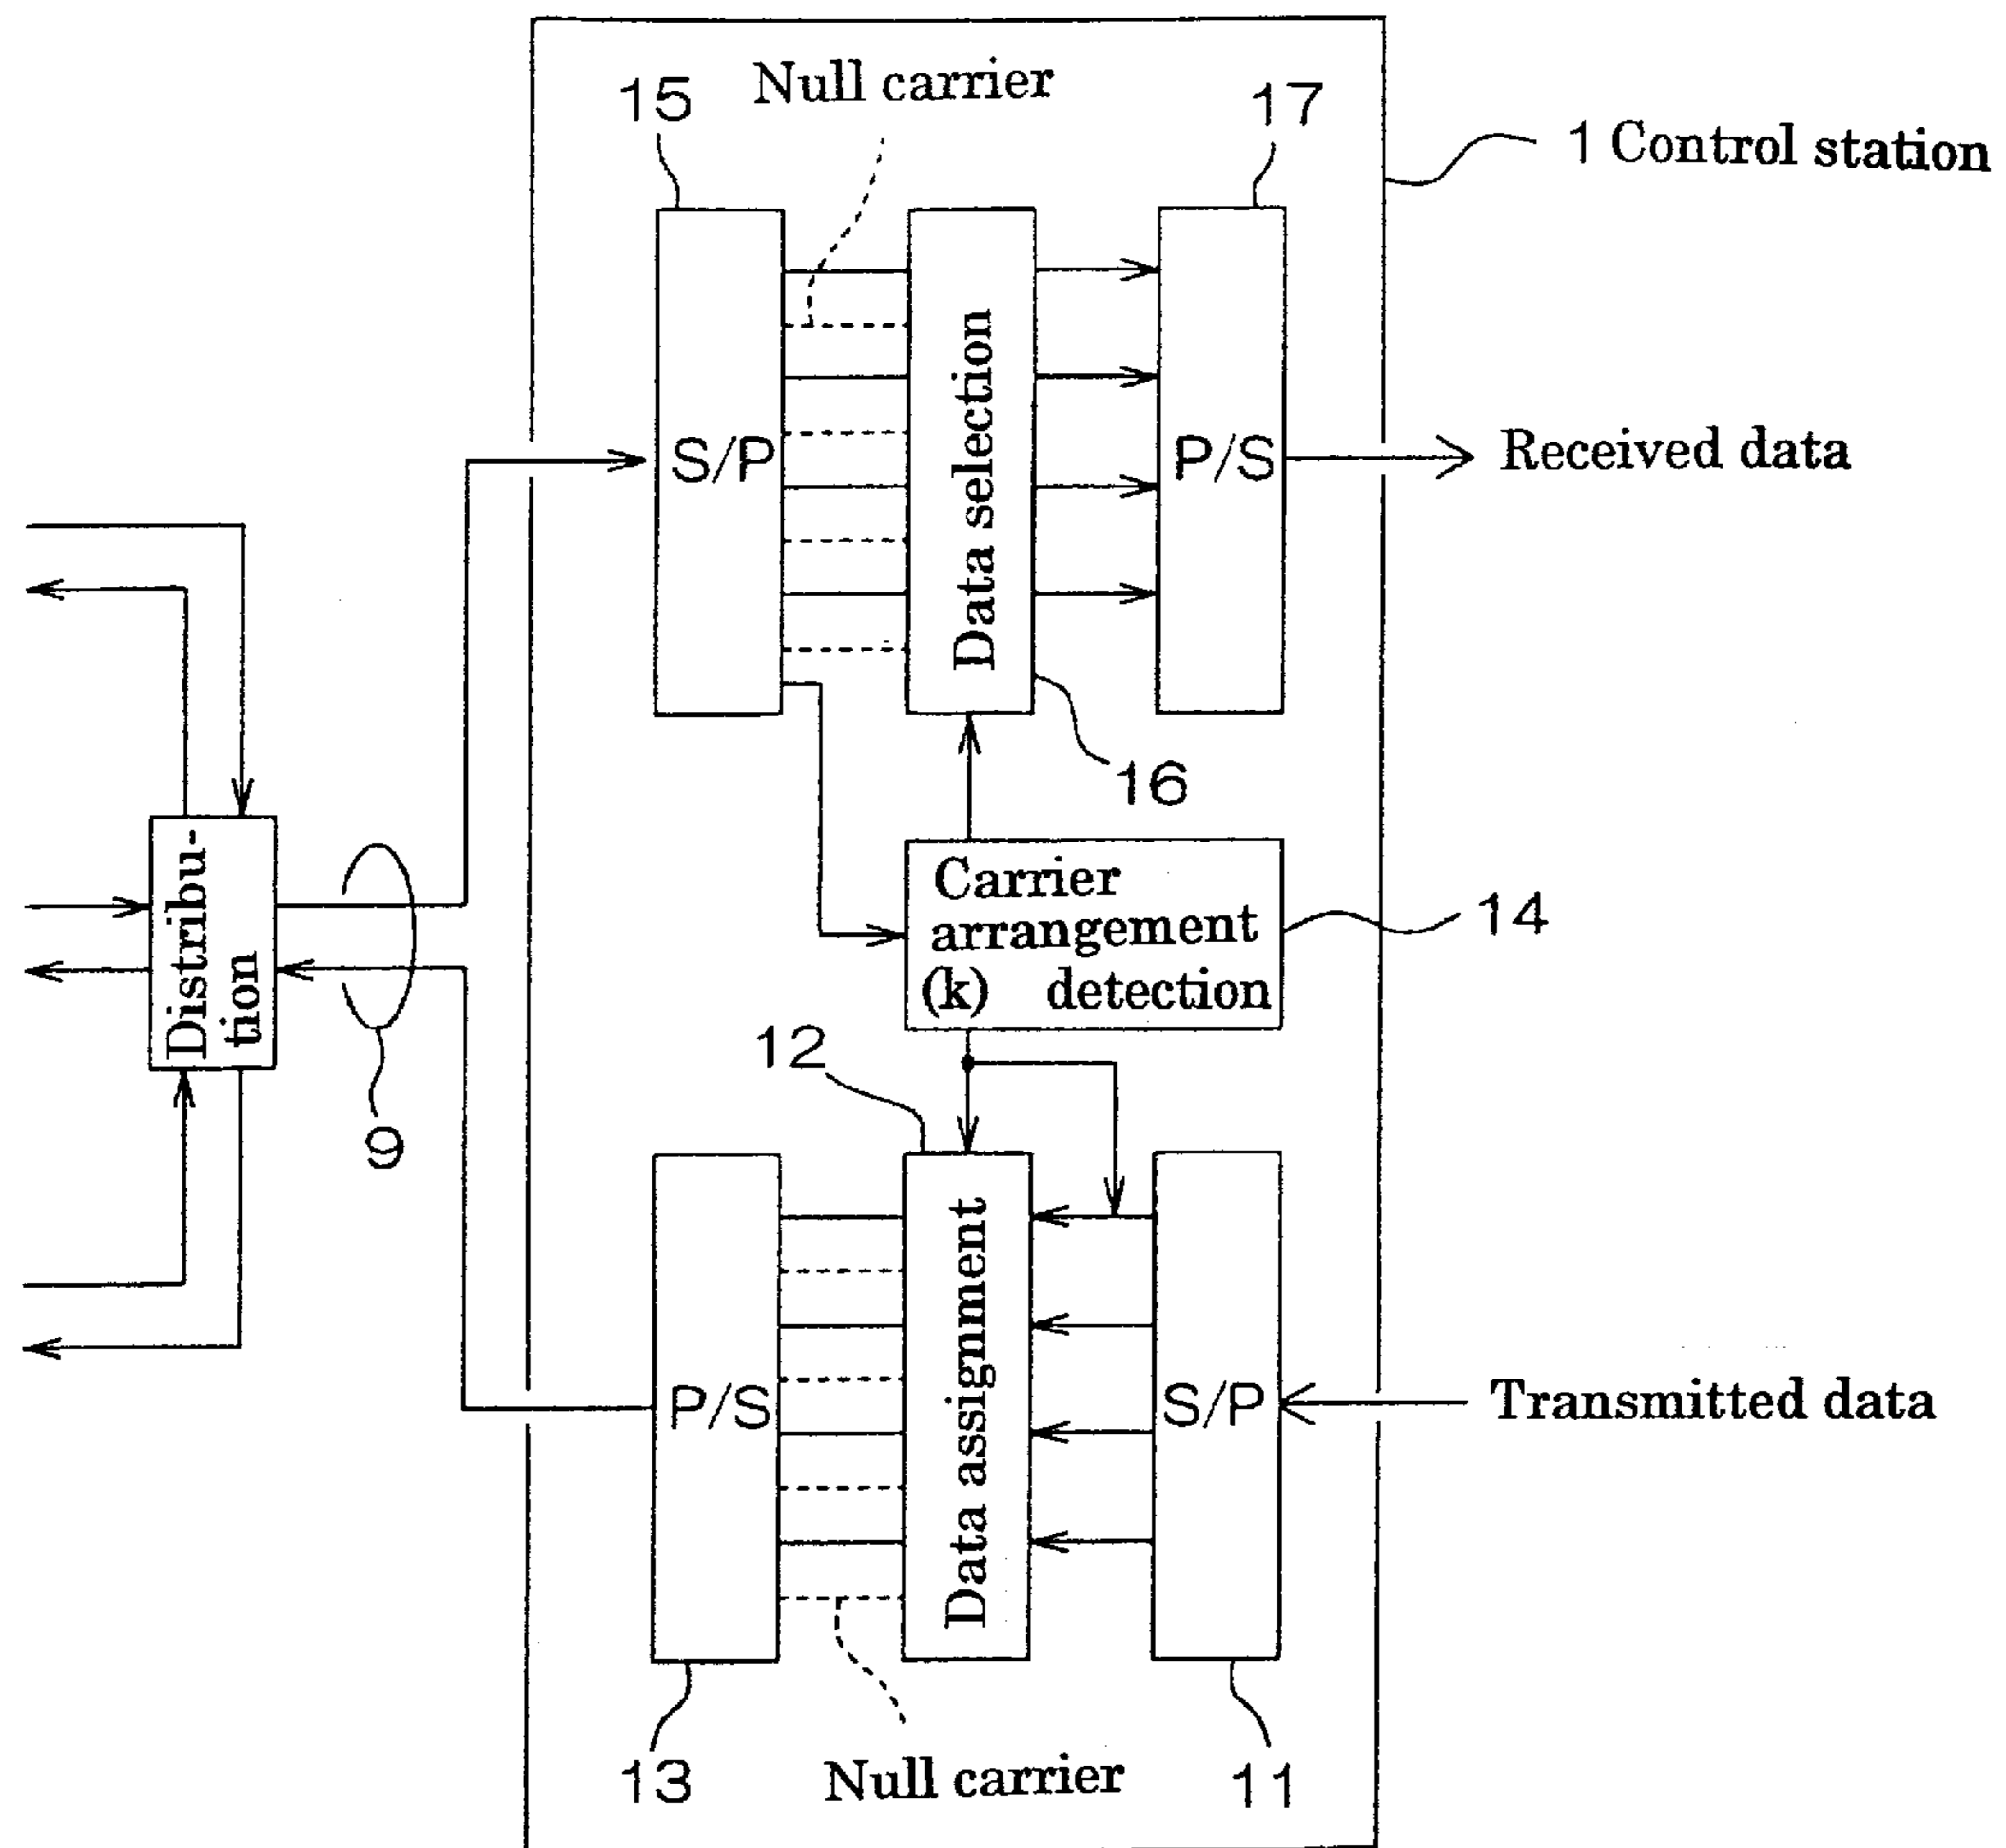 15
Null carrier
17
1 Control station
S/P
Data selection
P/S
Received data
16
Distribu-
tion
Carrier
arrangement
(k) detection
14
9
12
P/S
Data assignment
S/P
Transmitted data
13
Null carrier
11